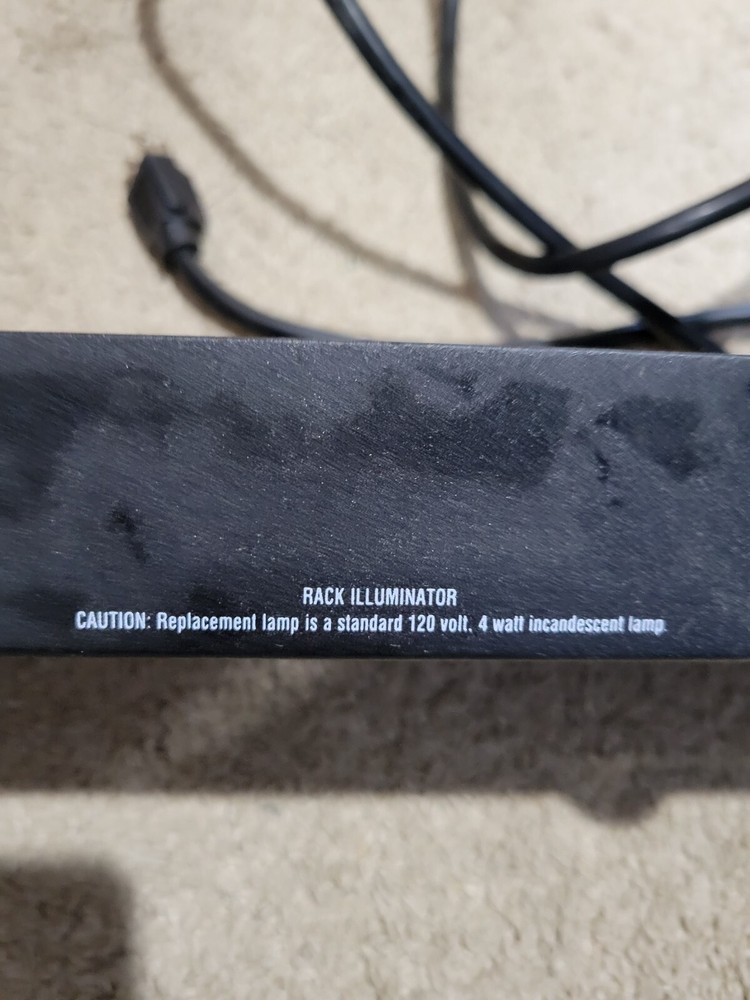 RACK ILLUMINATOR
CAUTION: Replacement lamp is a standard 120 volt, 4 watt incandescent lamp